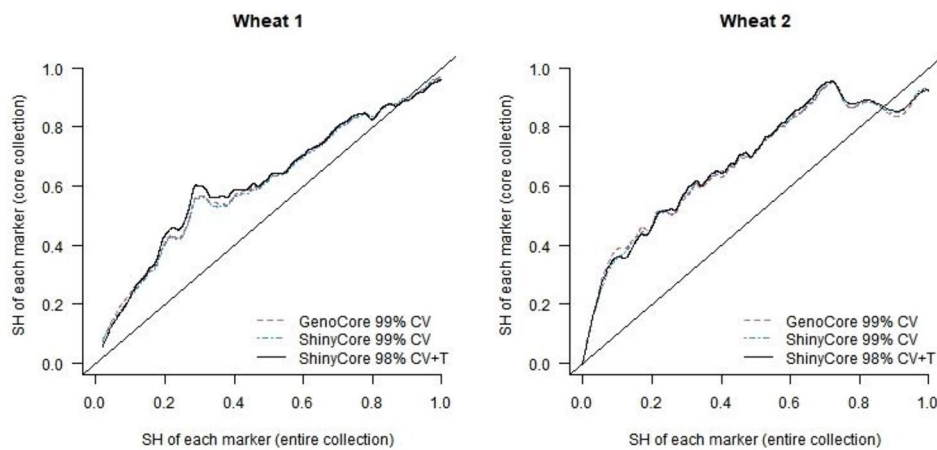 Wheat 1
SH of each marker (core collection)
1.0
0.8
0.6
0.4
0.2
0.0
GenoCore 99% CV
ShinyCore 99% CV
ShinyCore 98% CV+T
0.0 0.2 0.4 0.6 0.8 1.0
SH of each marker (entire collection)
Wheat 2
SH of each marker (core collection)
1.0
0.8
0.6
0.4
0.2
0.0
GenoCore 99% CV
ShinyCore 99% CV
ShinyCore 98% CV+T
0.0 0.2 0.4 0.6 0.8 1.0
SH of each marker (entire collection)